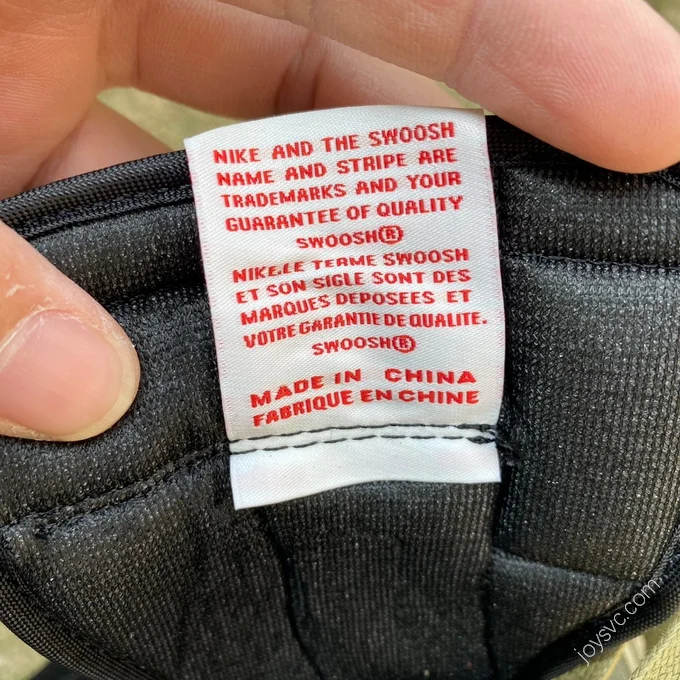 NIKE AND THE SWOOSH
NAME AND STRIPE ARE
TRADEMARKS AND YOUR
GUARANTEE OF QUALITY
SWOOSH®
NIKE.LE TERME SWOOSH
ET SON SIGLE SONT DES
MARQUES DEPOSEES ET
VOTRE GARANTIE DE QUALITE.
SWOOSH®
MADE IN CHINA
FABRIQUE EN CHINE
joysvc.com